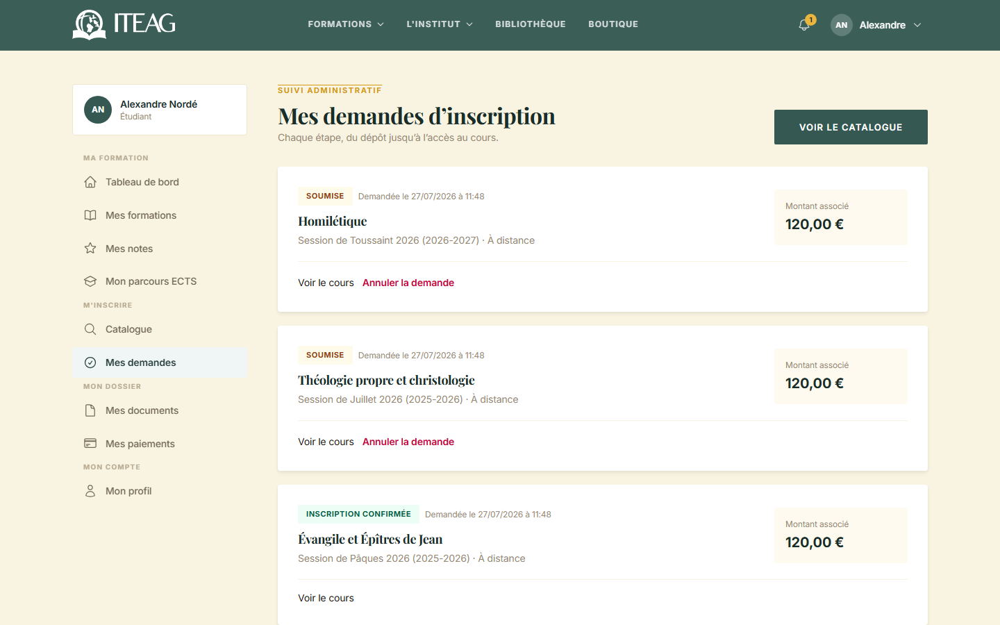 ITEAG
FORMATIONS
L'INSTITUT
BIBLIOTHÈQUE
BOUTIQUE
1
AN
Alexandre
AN
Alexandre Nordé
Étudiant
MA FORMATION
Tableau de bord
Mes formations
Mes notes
Mon parcours ECTS
M'INSCRIRE
Catalogue
Mes demandes
MON DOSSIER
Mes documents
Mes paiements
MON COMPTE
Mon profil
SUIVI ADMINISTRATIF
Mes demandes d’inscription
Chaque étape, du dépôt jusqu’à l’accès au cours.
VOIR LE CATALOGUE
SOUMISE Demandée le 27/07/2026 à 11:48
Homilétique
Session de Toussaint 2026 (2026-2027) · À distance
Montant associé
120,00 €
Voir le cours Annuler la demande
SOUMISE Demandée le 27/07/2026 à 11:48
Théologie propre et christologie
Session de Juillet 2026 (2025-2026) · À distance
Montant associé
120,00 €
Voir le cours Annuler la demande
INSCRIPTION CONFIRMÉE Demandée le 27/07/2026 à 11:48
Évangile et Épîtres de Jean
Session de Pâques 2026 (2025-2026) · À distance
Montant associé
120,00 €
Voir le cours